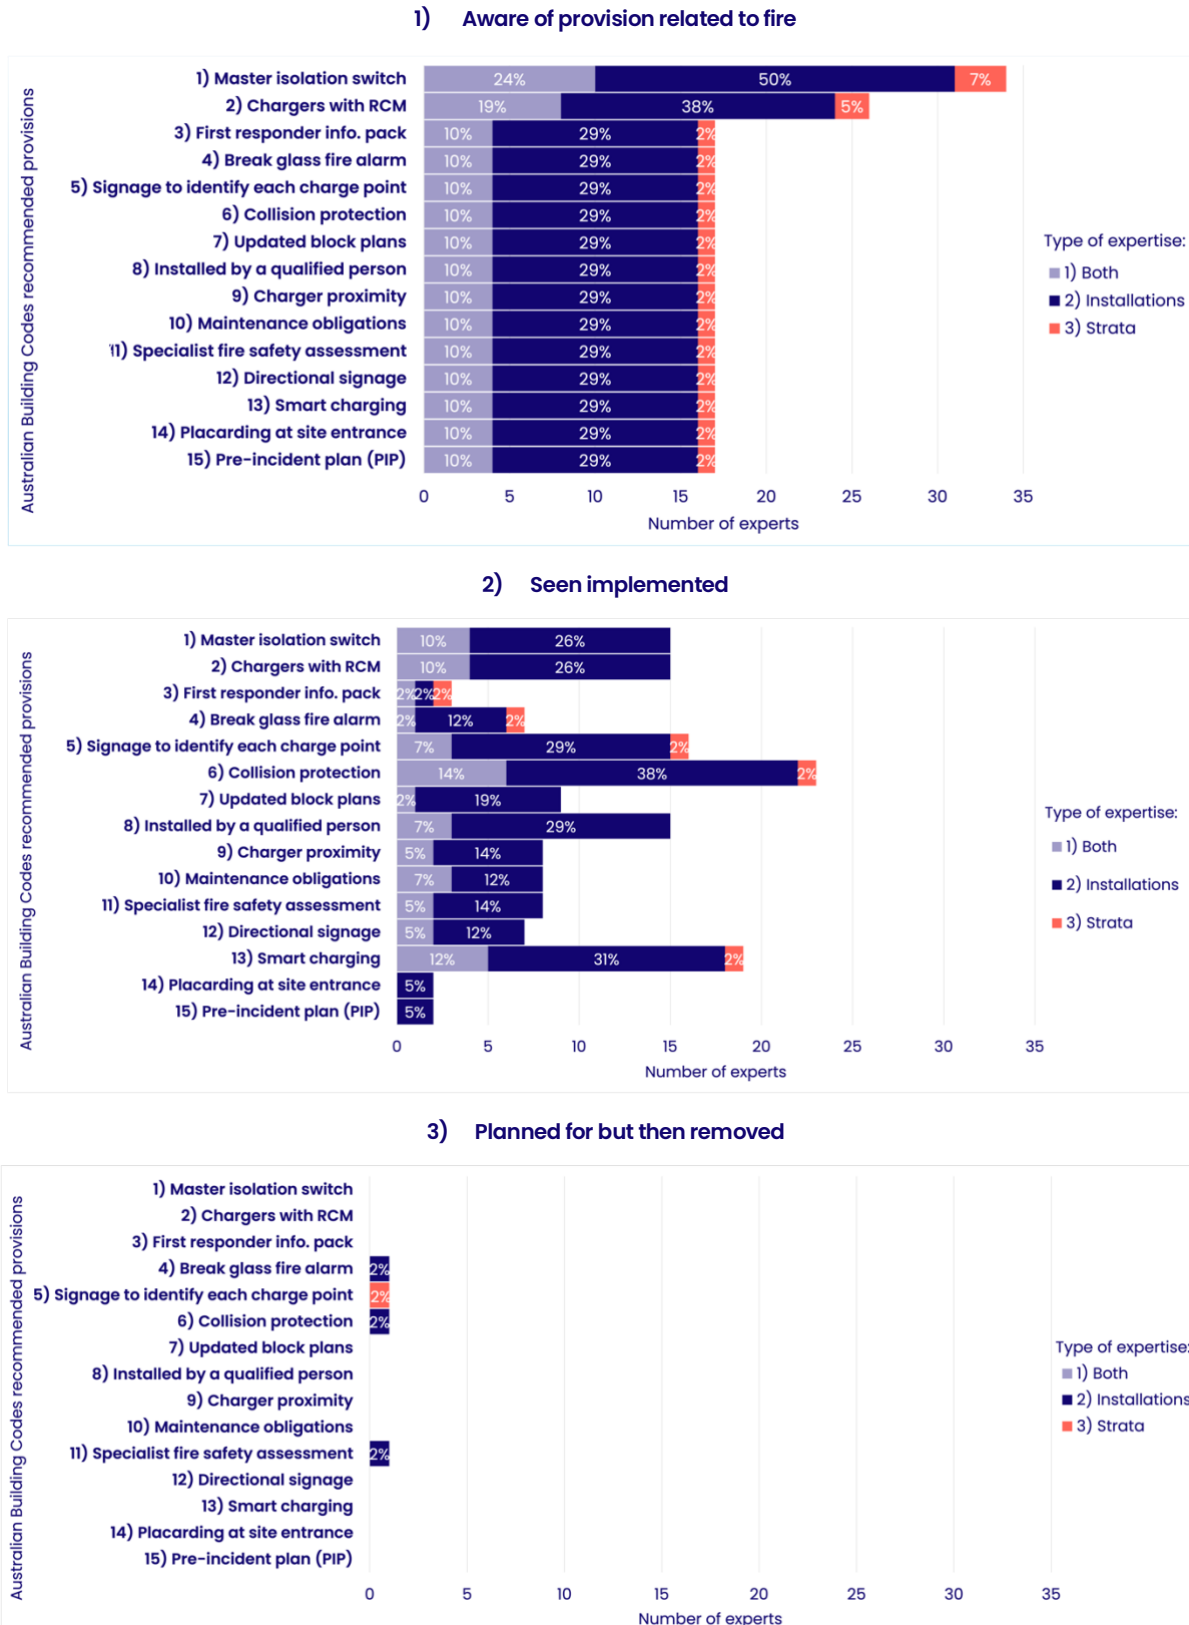 1) Aware of provision related to fire
Australian Building Codes recommended provisions
1) Master isolation switch 24% 50% 7%
2) Chargers with RCM 19% 38% 5%
3) First responder info. pack 10% 29% 2%
4) Break glass fire alarm 10% 29% 2%
5) Signage to identify each charge point 10% 29% 2%
6) Collision protection 10% 29% 2%
7) Updated block plans 10% 29% 2%
8) Installed by a qualified person 10% 29% 2%
9) Charger proximity 10% 29% 2%
10) Maintenance obligations 10% 29% 2%
11) Specialist fire safety assessment 10% 29% 2%
12) Directional signage 10% 29% 2%
13) Smart charging 10% 29% 2%
14) Placarding at site entrance 10% 29% 2%
15) Pre-incident plan (PIP) 10% 29% 2%
0 5 10 15 20 25 30 35
Number of experts
Type of expertise:
1) Both
2) Installations
3) Strata
2) Seen implemented
Australian Building Codes recommended provisions
1) Master isolation switch 10% 26%
2) Chargers with RCM 10% 26%
3) First responder info. pack 2% 2% 2%
4) Break glass fire alarm 2% 12% 2%
5) Signage to identify each charge point 7% 29% 2%
6) Collision protection 14% 38% 2%
7) Updated block plans 2% 19%
8) Installed by a qualified person 7% 29%
9) Charger proximity 5% 14%
10) Maintenance obligations 7% 12%
11) Specialist fire safety assessment 5% 14%
12) Directional signage 5% 12%
13) Smart charging 12% 31% 2%
14) Placarding at site entrance 5%
15) Pre-incident plan (PIP) 5%
0 5 10 15 20 25 30 35
Number of experts
Type of expertise:
1) Both
2) Installations
3) Strata
3) Planned for but then removed
Australian Building Codes recommended provisions
1) Master isolation switch
2) Chargers with RCM
3) First responder info. pack
4) Break glass fire alarm 2%
5) Signage to identify each charge point 2%
6) Collision protection 2%
7) Updated block plans
8) Installed by a qualified person
9) Charger proximity
10) Maintenance obligations
11) Specialist fire safety assessment 2%
12) Directional signage
13) Smart charging
14) Placarding at site entrance
15) Pre-incident plan (PIP)
0 5 10 15 20 25 30 35
Number of experts
Type of expertise:
1) Both
2) Installations
3) Strata